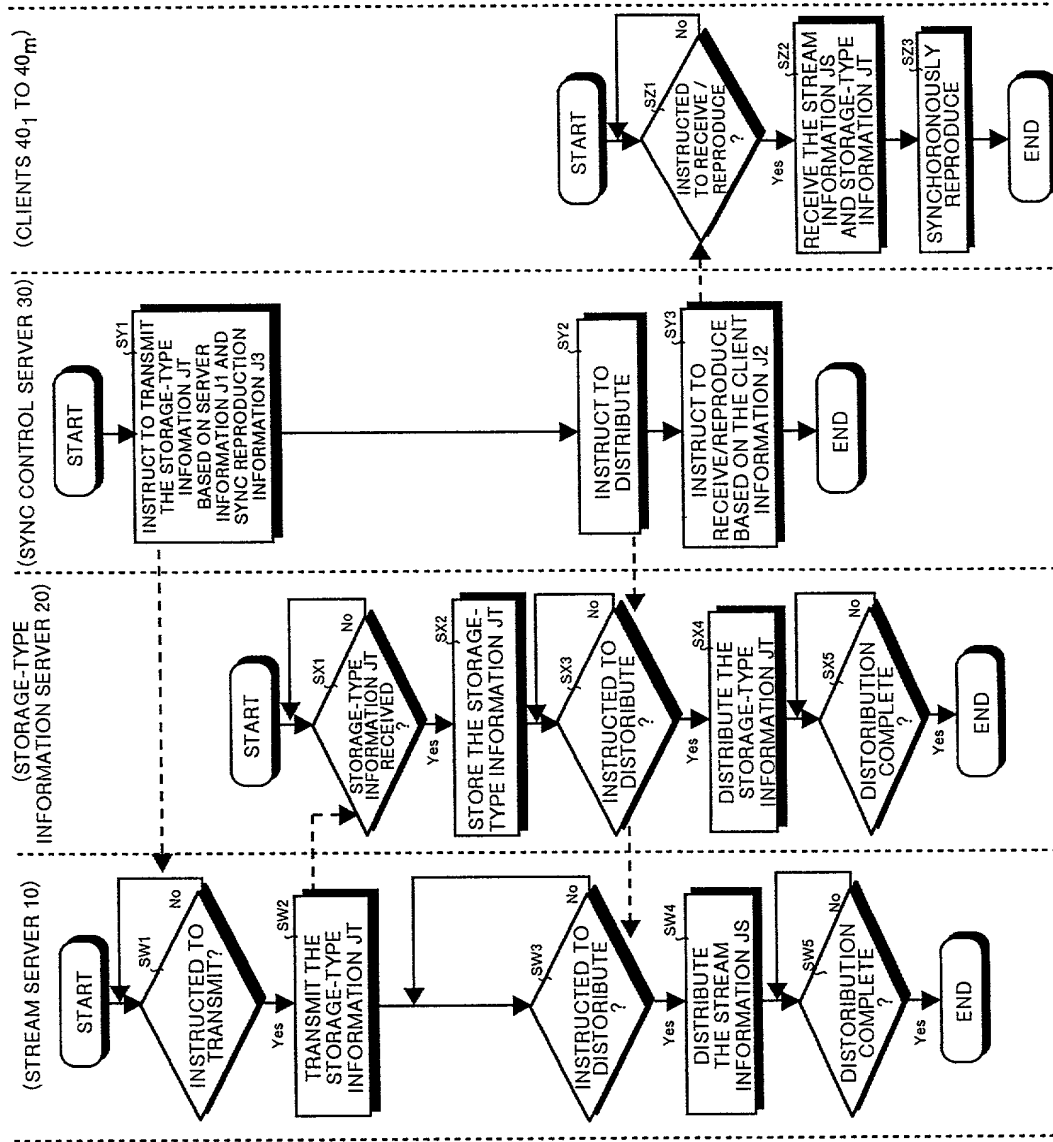 (STREAM SERVER 10)
START
SW1
INSTRUCTED TO
TRANSMIT?
No
Yes
SW2
TRANSMIT THE
STORAGE-TYPE
INFORMATION JT
SW3
INSTRUCTED TO
DISTORIBUTE
?
No
Yes
SW4
DISTRIBUTE
THE STREAM
INFORMATION JS
SW5
DISTORIBUTION
COMPLETE
?
No
Yes
END
(STORAGE-TYPE
INFORMATION SERVER 20)
START
SX1
STORAGE-TYPE
INFORMATION JT
RECEIVED
?
No
Yes
SX2
STORE THE STORAGE-
TYPE INFORMATION JT
SX3
INSTRUCTED TO
DISTORIBUTE
?
No
Yes
SX4
DISTRIBUTE THE
STORAGE-TYPE
INFORMATION JT
SX5
DISTORIBUTION
COMPLETE
?
No
Yes
END
(SYNC CONTROL SERVER 30)
START
SY1
INSTRUCT TO TRANSMIT
THE STORAGE-TYPE
INFOMATION JT
BASED ON SERVER
INFORMATION J1 AND
SYNC REPRODUCTION
INFORMATION J3
SY2
INSTRUCT TO
DISTRIBUTE
SY3
INSTRUCT TO
RECEIVE/REPRODUCE
BASED ON THE CLIENT
INFORMATION J2
END
(CLIENTS 40₁ TO 40ₘ)
START
SZ1
INSTRUCTED
TO RECEIVE /
REPRODUCE
?
No
Yes
SZ2
RECEIVE THE STREAM
INFORMATION JS
AND STORAGE-TYPE
INFORMATION JT
SZ3
SYNCHORONOUSLY
REPRODUCE
END